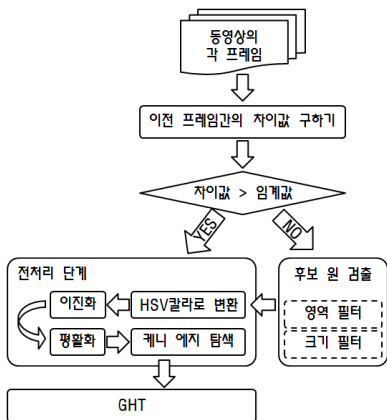 동영상의
각 프레임
이전 프레임간의 차이값 구하기
차이값 > 임계값
YES
NO
전처리 단계
이진화
HSV칼라로 변환
평활화
케니 에지 탐색
후보 원 검출
영역 필터
크기 필터
GHT